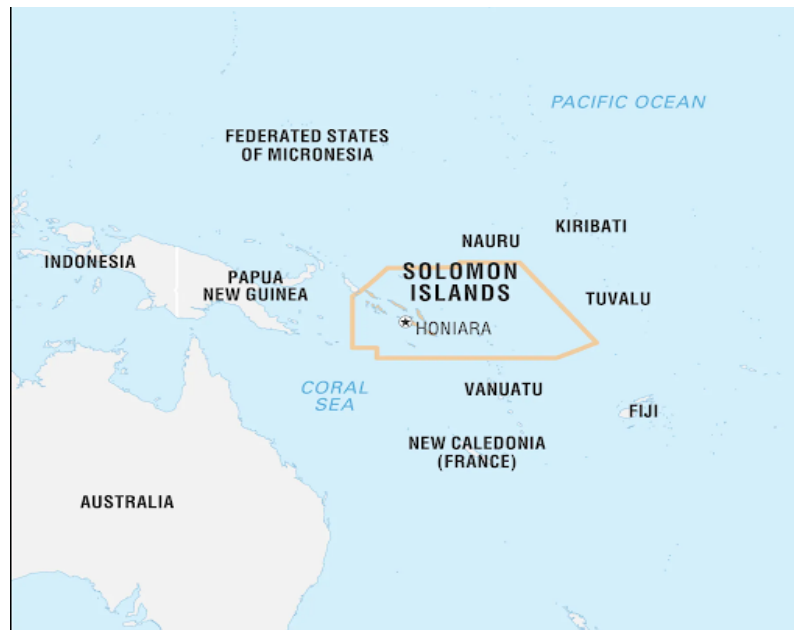 PACIFIC OCEAN
FEDERATED STATES
OF MICRONESIA
KIRIBATI
NAURU
INDONESIA
PAPUA
NEW GUINEA
SOLOMON
ISLANDS
TUVALU
HONIARA
CORAL
SEA
VANUATU
FIJI
NEW CALEDONIA
(FRANCE)
AUSTRALIA